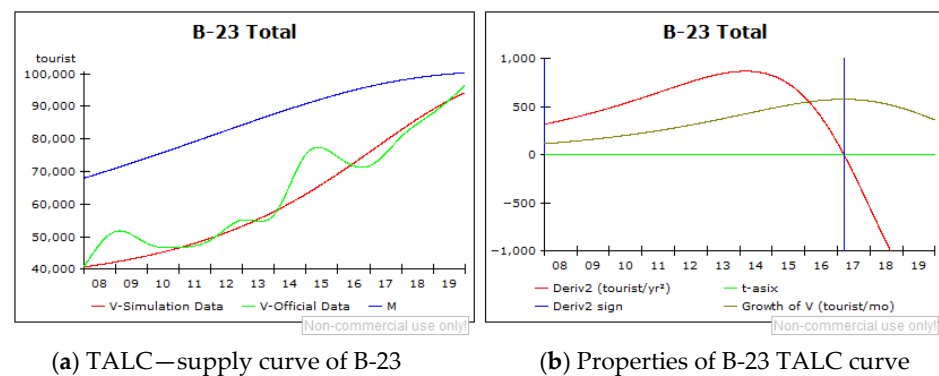 B-23 Total
tourist
100,000
90,000
80,000
70,000
60,000
50,000
40,000
08 09 10 11 12 13 14 15 16 17 18 19
V-Simulation Data V-Official Data M
Non-commercial use only!
(a) TALC—supply curve of B-23
B-23 Total
1,000
500
0
−500
−1,000
08 09 10 11 12 13 14 15 16 17 18 19
Deriv2 (tourist/yr²) t-asix
Deriv2 sign Growth of V (tourist/mo)
Non-commercial use only!
(b) Properties of B-23 TALC curve